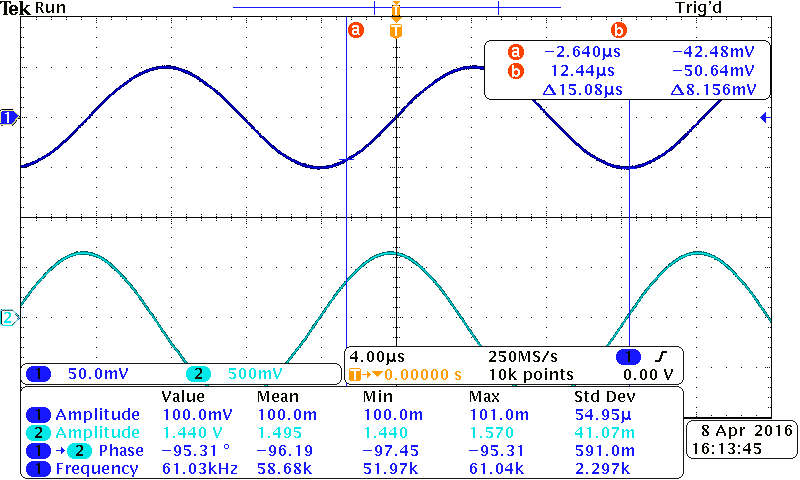 Tek Run Trig'd
T
a b
T
a −2.640µs −42.48mV
b 12.44µs −50.64mV
Δ15.08µs Δ8.156mV
1
2
4.00µs 250MS/s 1
T→▼0.00000 s 10k points 0.00 V
1 50.0mV 2 500mV
Value Mean Min Max Std Dev
1 Amplitude 100.0mV 100.0m 100.0m 101.0m 54.95µ
2 Amplitude 1.440 V 1.495 1.440 1.570 41.07m
1 → 2 Phase −95.31 ° −96.19 −97.45 −95.31 591.0m
1 Frequency 61.03kHz 58.68k 51.97k 61.04k 2.297k
8 Apr 2016
16:13:45